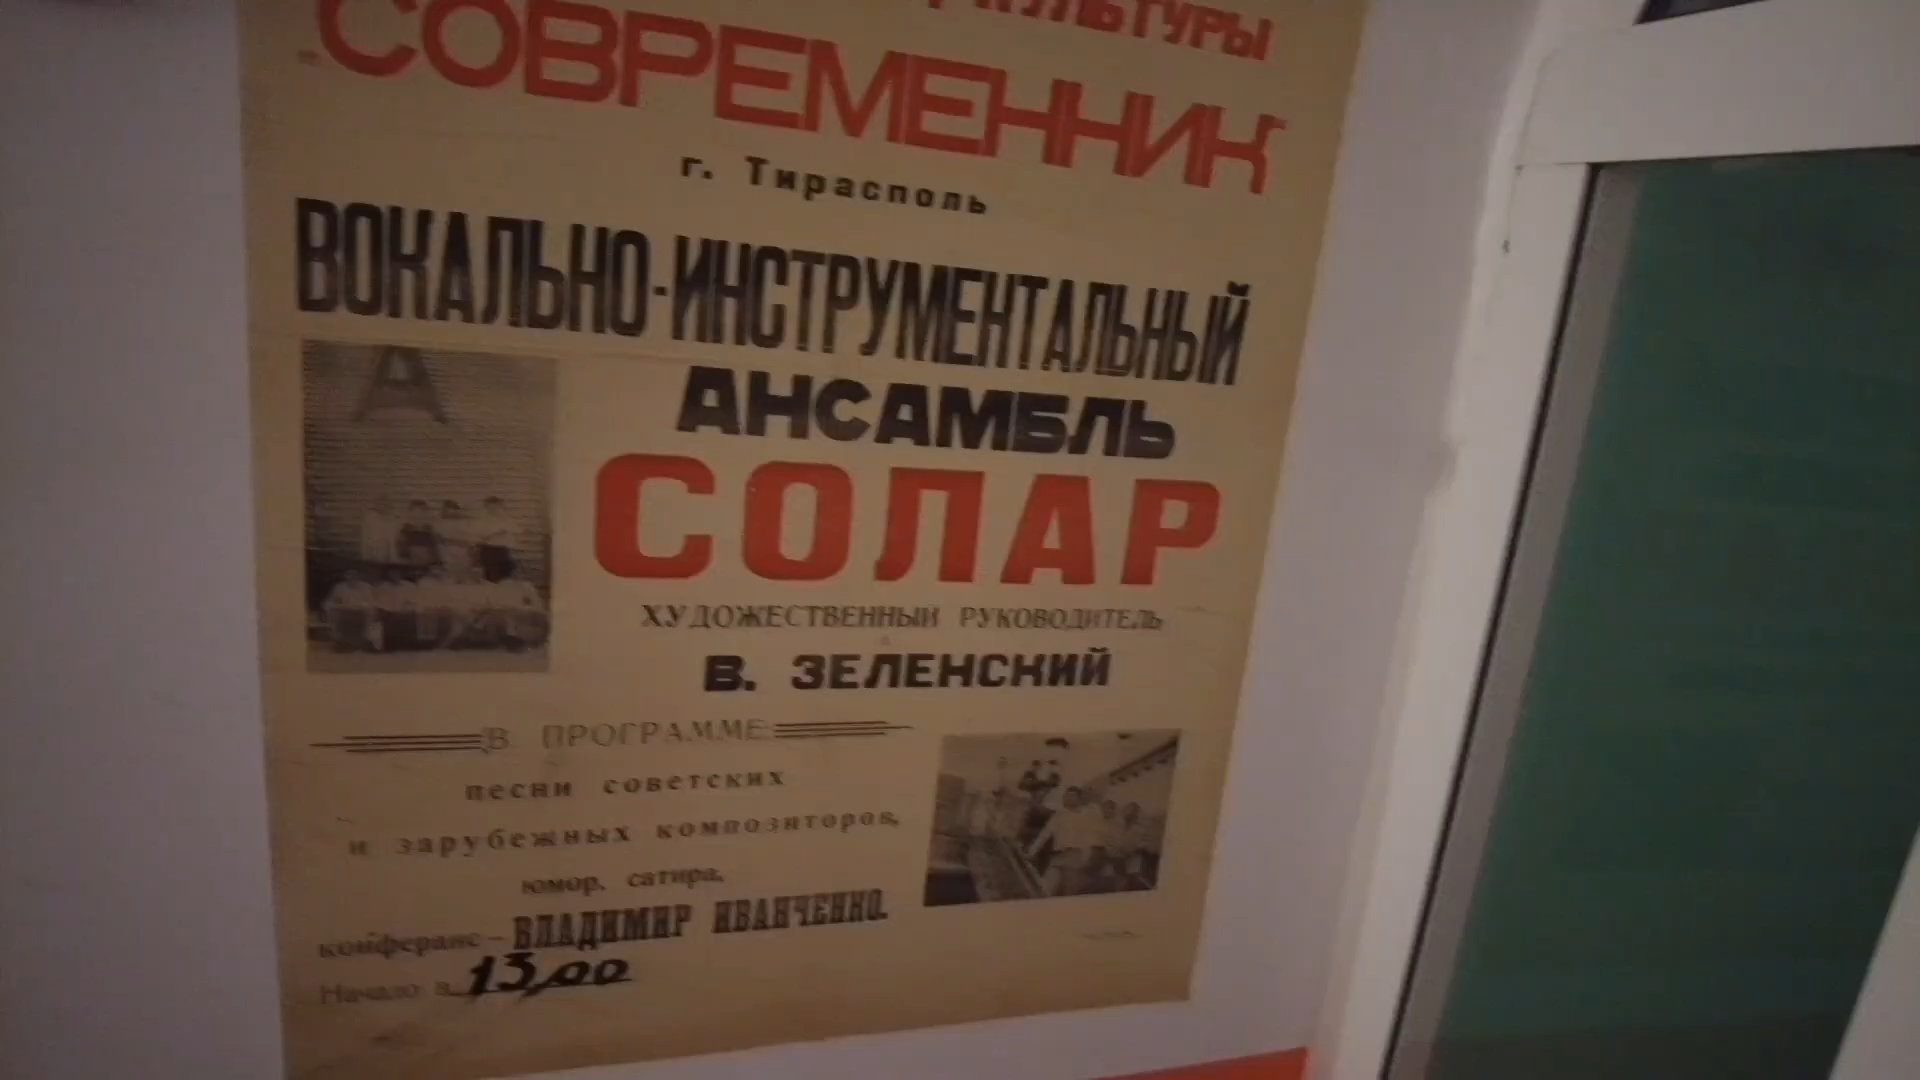 КУЛЬТУРЫ
„СОВРЕМЕННИК"
г. Тирасполь
ВОКАЛЬНО-ИНСТРУМЕНТАЛЬНЫЙ
АНСАМБЛЬ
СОЛАР
ХУДОЖЕСТВЕННЫЙ РУКОВОДИТЕЛЬ
В. ЗЕЛЕНСКИЙ
В ПРОГРАММЕ:
песни советских
и зарубежных композиторов,
юмор, сатира,
конферанс – ВЛАДИМИР ИВАНЧЕНКО.
Начало в 13,00